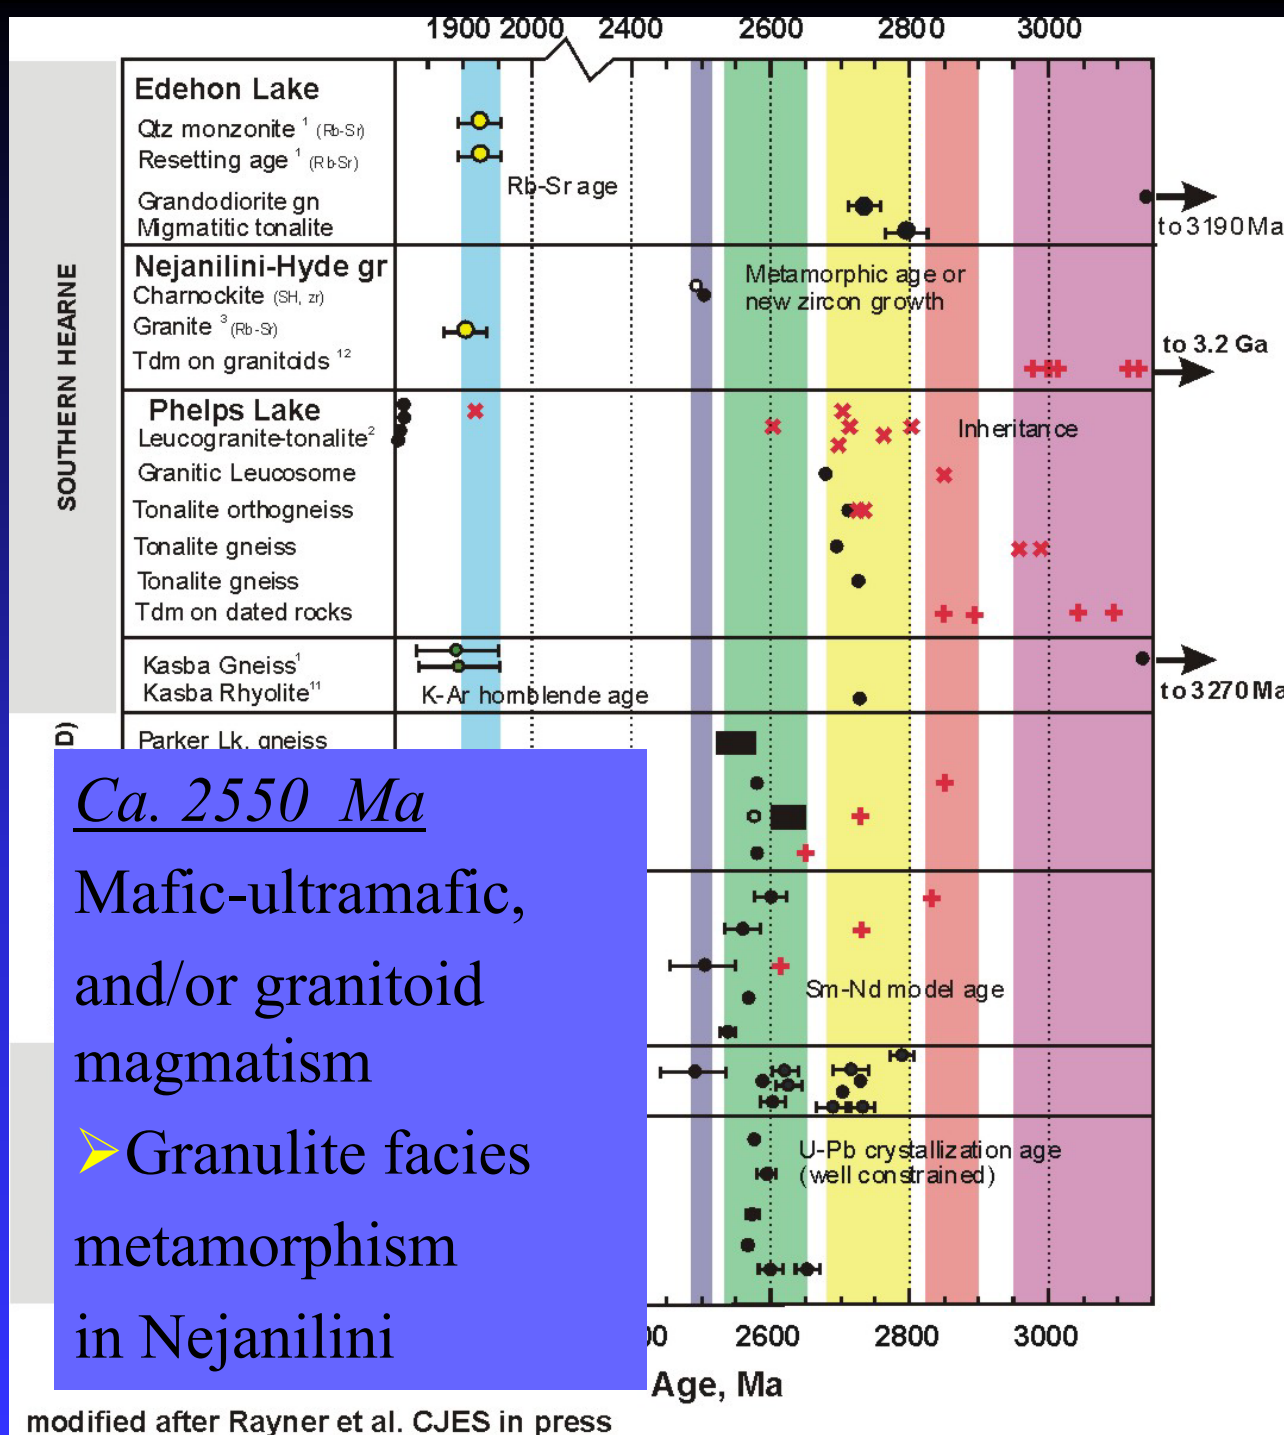 1900 2000 2400 2600 2800 3000
SOUTHERN HEARNE
Edehon Lake
Qtz monzonite 1 (Rb-Sr)
Resetting age 1 (Rb-Sr)
Rb-Sr age
Grandodiorite gn
Migmatitic tonalite
to 3190 Ma
Nejanilini-Hyde gr
Charnockite (SH, zr)
Metamorphic age or
new zircon growth
Granite 3 (Rb-Sr)
Tdm on granitoids 12
to 3.2 Ga
Phelps Lake
Leucogranite-tonalite2
Inheritance
Granitic Leucosome
Tonalite orthogneiss
Tonalite gneiss
Tonalite gneiss
Tdm on dated rocks
Kasba Gneiss1
Kasba Rhyolite11
K-Ar hornblende age
to 3270 Ma
D)
Parker Lk. gneiss
Ca. 2550 Ma
Mafic-ultramafic,
and/or granitoid
magmatism
➢Granulite facies
metamorphism
in Nejanilini
Sm-Nd model age
U-Pb crystallization age
(well constrained)
00 2600 2800 3000
Age, Ma
modified after Rayner et al. CJES in press